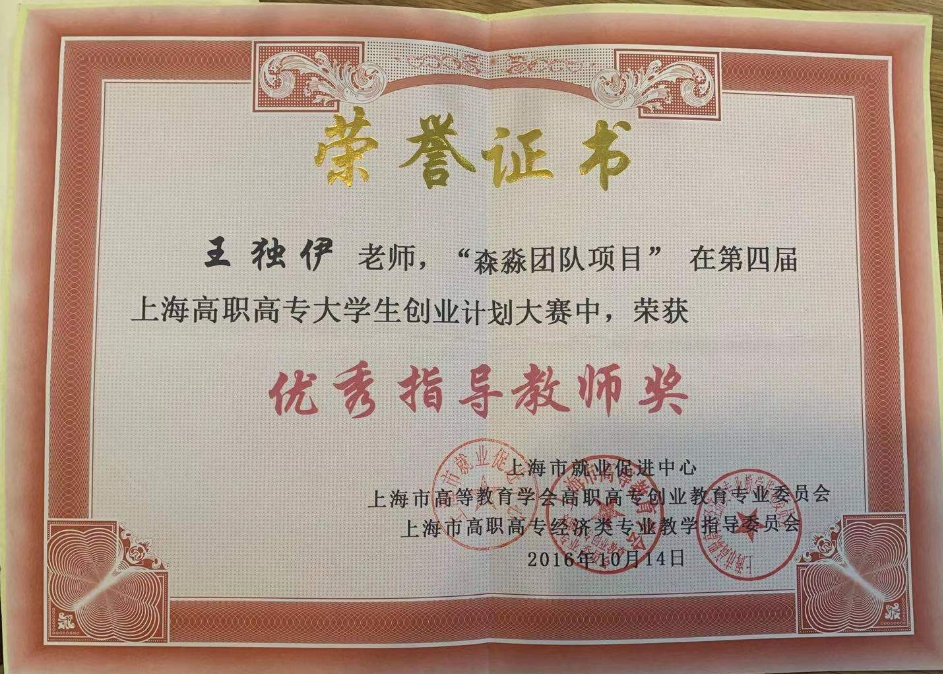 荣誉证书
王独伊 老师，“森淼团队项目” 在第四届
上海高职高专大学生创业计划大赛中，荣获
优秀指导教师奖
上海市就业促进中心
上海市高等教育学会高职高专创业教育专业委员会
上海市高职高专经济类专业教学指导委员会
2016年10月14日